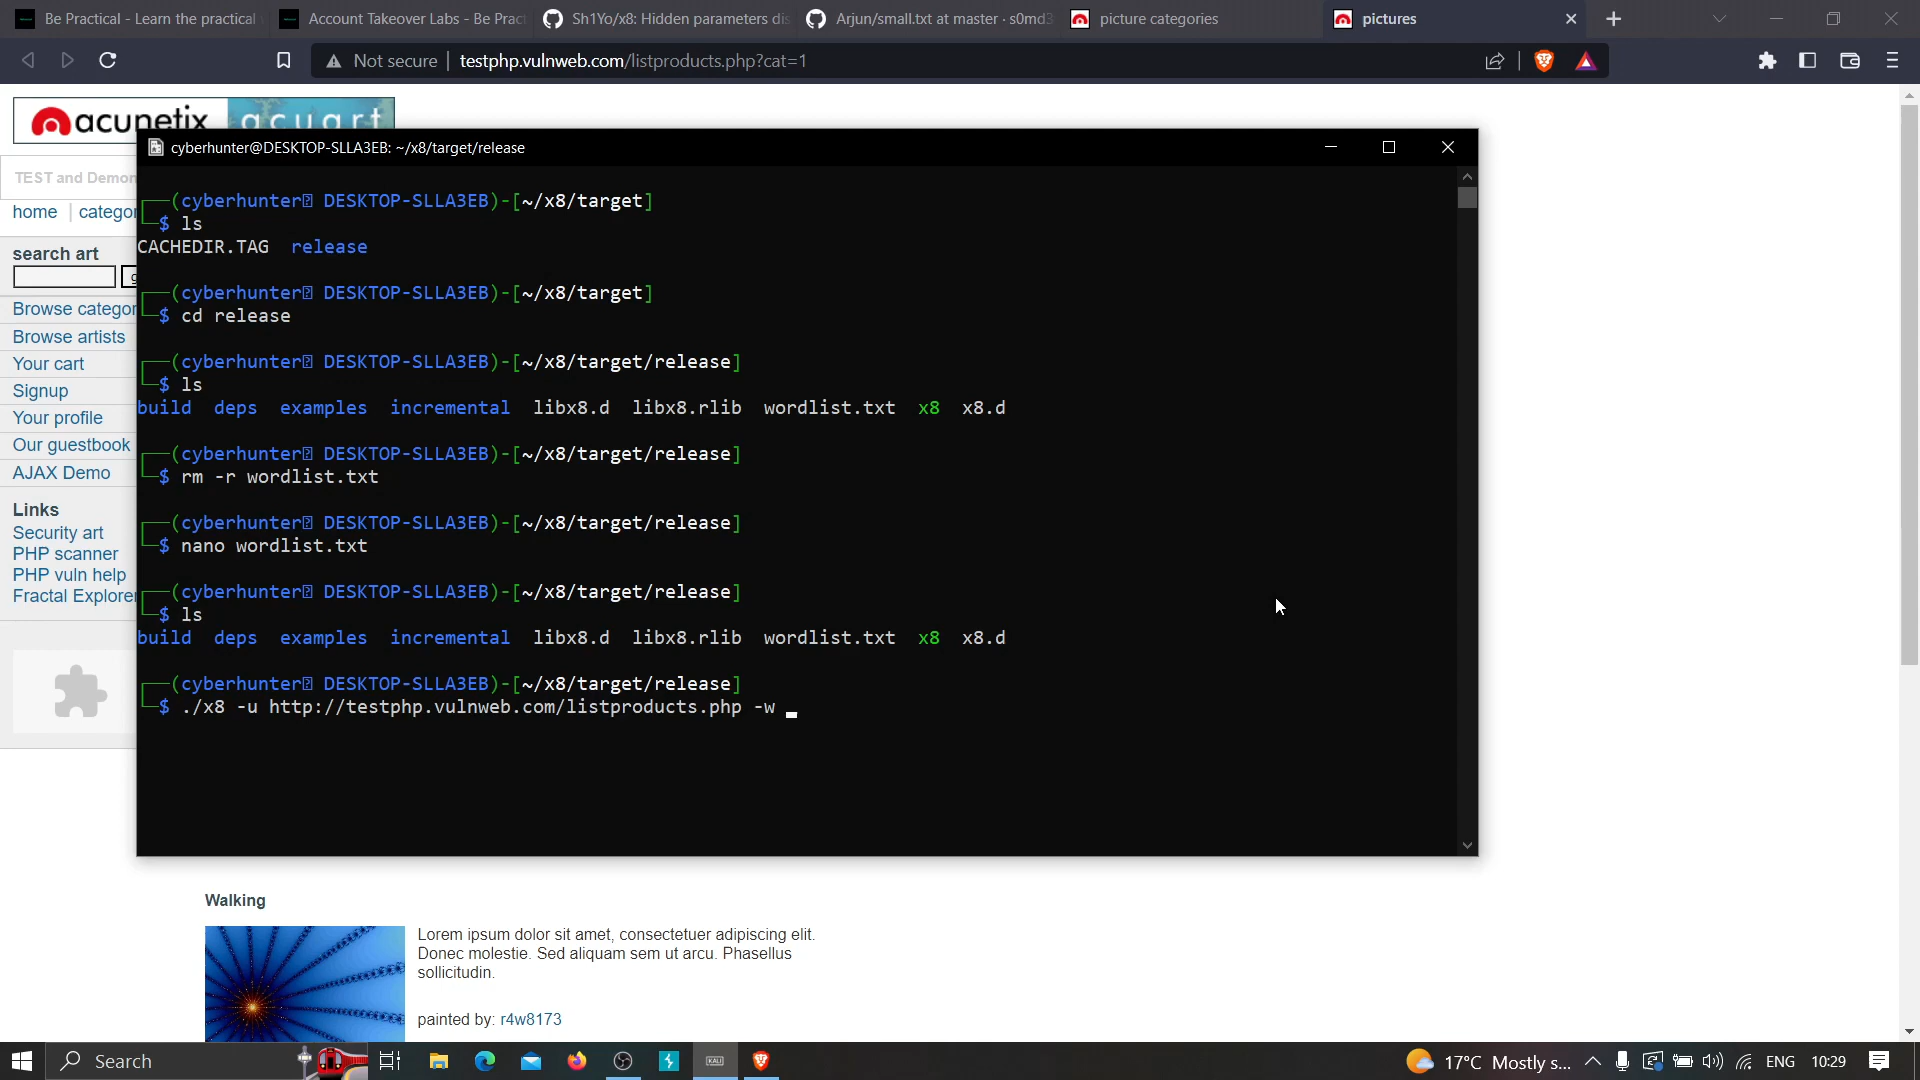 Be Practical - Learn the practical
Account Takeover Labs - Be Pract
Sh1Yo/x8: Hidden parameters dis
Arjun/small.txt at master · s0md3
picture categories
pictures
Not secure
testphp.vulnweb.com/listproducts.php?cat=1
acunetix acuart
TEST and Demon
home
categor
search art
g
Browse categor
Browse artists
Your cart
Signup
Your profile
Our guestbook
AJAX Demo
Links
Security art
PHP scanner
PHP vuln help
Fractal Explorer
cyberhunter@DESKTOP-SLLA3EB: ~/x8/target/release
┌──(cyberhunter㉿ DESKTOP-SLLA3EB)-[~/x8/target]
└─$ ls
CACHEDIR.TAG release
┌──(cyberhunter㉿ DESKTOP-SLLA3EB)-[~/x8/target]
└─$ cd release
┌──(cyberhunter㉿ DESKTOP-SLLA3EB)-[~/x8/target/release]
└─$ ls
build deps examples incremental libx8.d libx8.rlib wordlist.txt x8 x8.d
┌──(cyberhunter㉿ DESKTOP-SLLA3EB)-[~/x8/target/release]
└─$ rm -r wordlist.txt
┌──(cyberhunter㉿ DESKTOP-SLLA3EB)-[~/x8/target/release]
└─$ nano wordlist.txt
┌──(cyberhunter㉿ DESKTOP-SLLA3EB)-[~/x8/target/release]
└─$ ls
build deps examples incremental libx8.d libx8.rlib wordlist.txt x8 x8.d
┌──(cyberhunter㉿ DESKTOP-SLLA3EB)-[~/x8/target/release]
└─$ ./x8 -u http://testphp.vulnweb.com/listproducts.php -w
Walking
Lorem ipsum dolor sit amet, consectetuer adipiscing elit.
Donec molestie. Sed aliquam sem ut arcu. Phasellus
sollicitudin.
painted by: r4w8173
Search
KALI
17°C Mostly s...
ENG
10:29